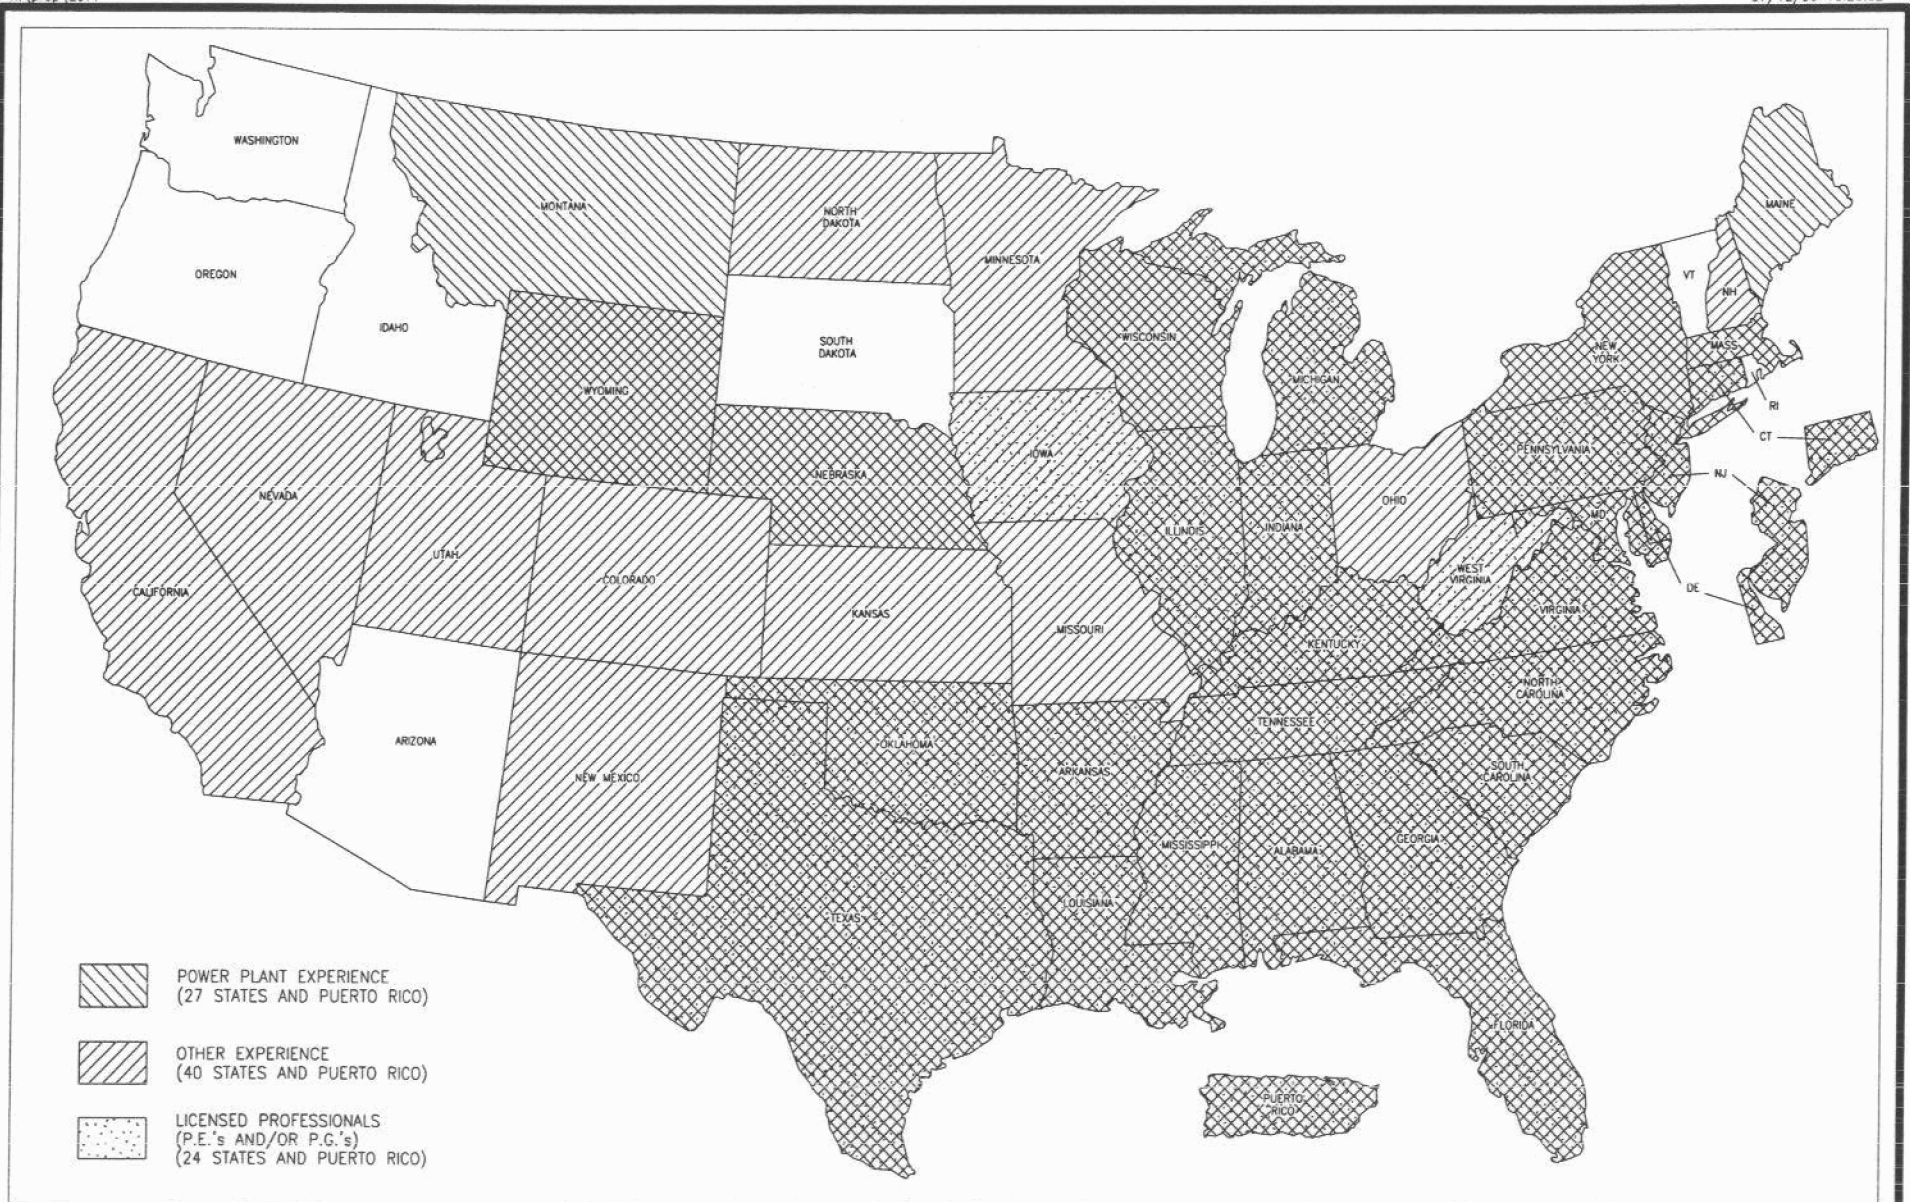 WASHINGTON
OREGON
IDAHO
MONTANA
NORTH
DAKOTA
MINNESOTA
SOUTH
DAKOTA
WYOMING
WISCONSIN
MICHIGAN
MAINE
VT
NH
NEW
YORK
MASS
RI
CT
NJ
DE
MD
PENNSYLVANIA
NEBRASKA
IOWA
ILLINOIS
INDIANA
OHIO
WEST
VIRGINIA
VIRGINIA
NEVADA
UTAH
COLORADO
CALIFORNIA
KANSAS
MISSOURI
KENTUCKY
NORTH
CAROLINA
TENNESSEE
ARIZONA
NEW MEXICO
OKLAHOMA
ARKANSAS
SOUTH
CAROLINA
GEORGIA
MISSISSIPPI
ALABAMA
TEXAS
LOUISIANA
FLORIDA
PUERTO
RICO
POWER PLANT EXPERIENCE
(27 STATES AND PUERTO RICO)
OTHER EXPERIENCE
(40 STATES AND PUERTO RICO)
LICENSED PROFESSIONALS
(P.E.'s AND/OR P.G.'s)
(24 STATES AND PUERTO RICO)